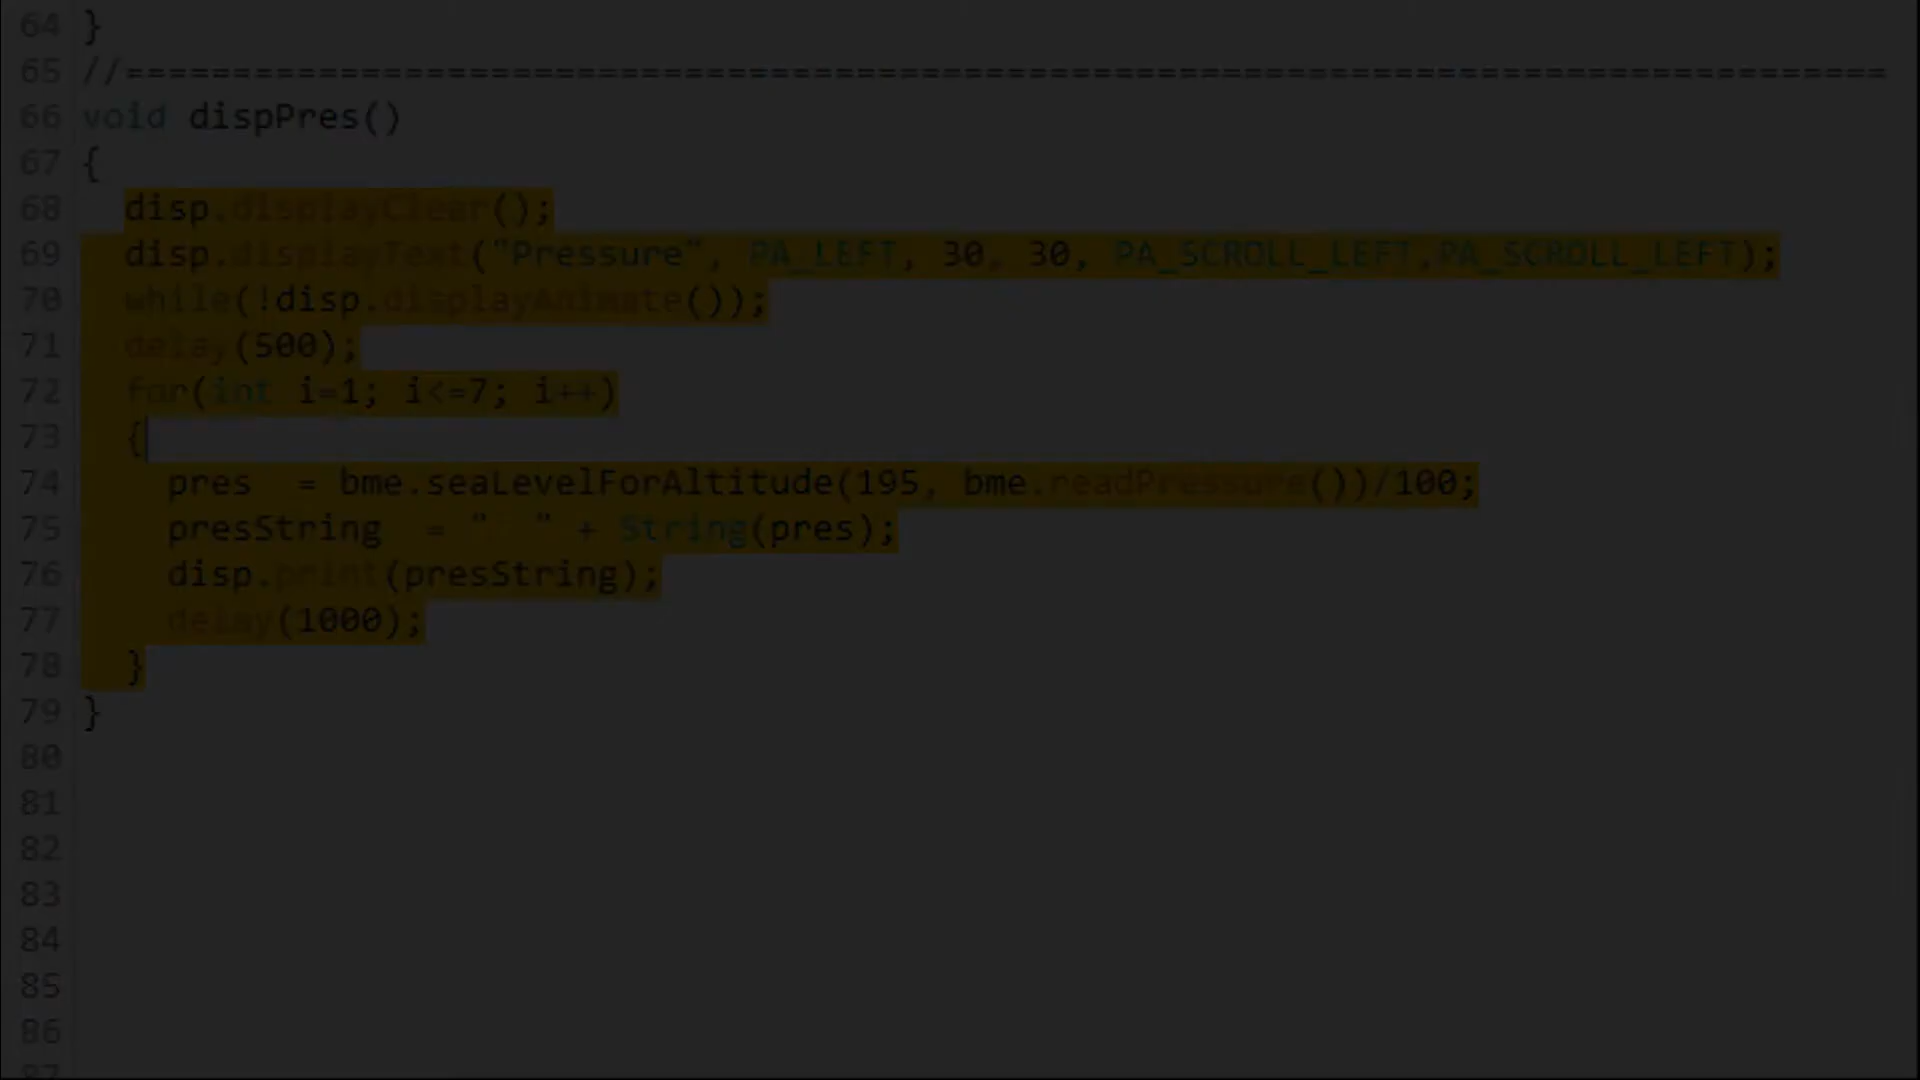 64 }
65 //==================================================================================
66 void dispPres()
67 {
68 disp.displayClear();
69 disp.displayText("Pressure", PA_LEFT, 30, 30, PA_SCROLL_LEFT,PA_SCROLL_LEFT);
70 while(!disp.displayAnimate());
71 delay(500);
72 for(int i=1; i<=7; i++)
73 {
74 pres  = bme.seaLevelForAltitude(195, bme.readPressure())/100;
75 presString  = "  " + String(pres);
76 disp.print(presString);
77 delay(1000);
78 }
79 }
80
81
82
83
84
85
86
87